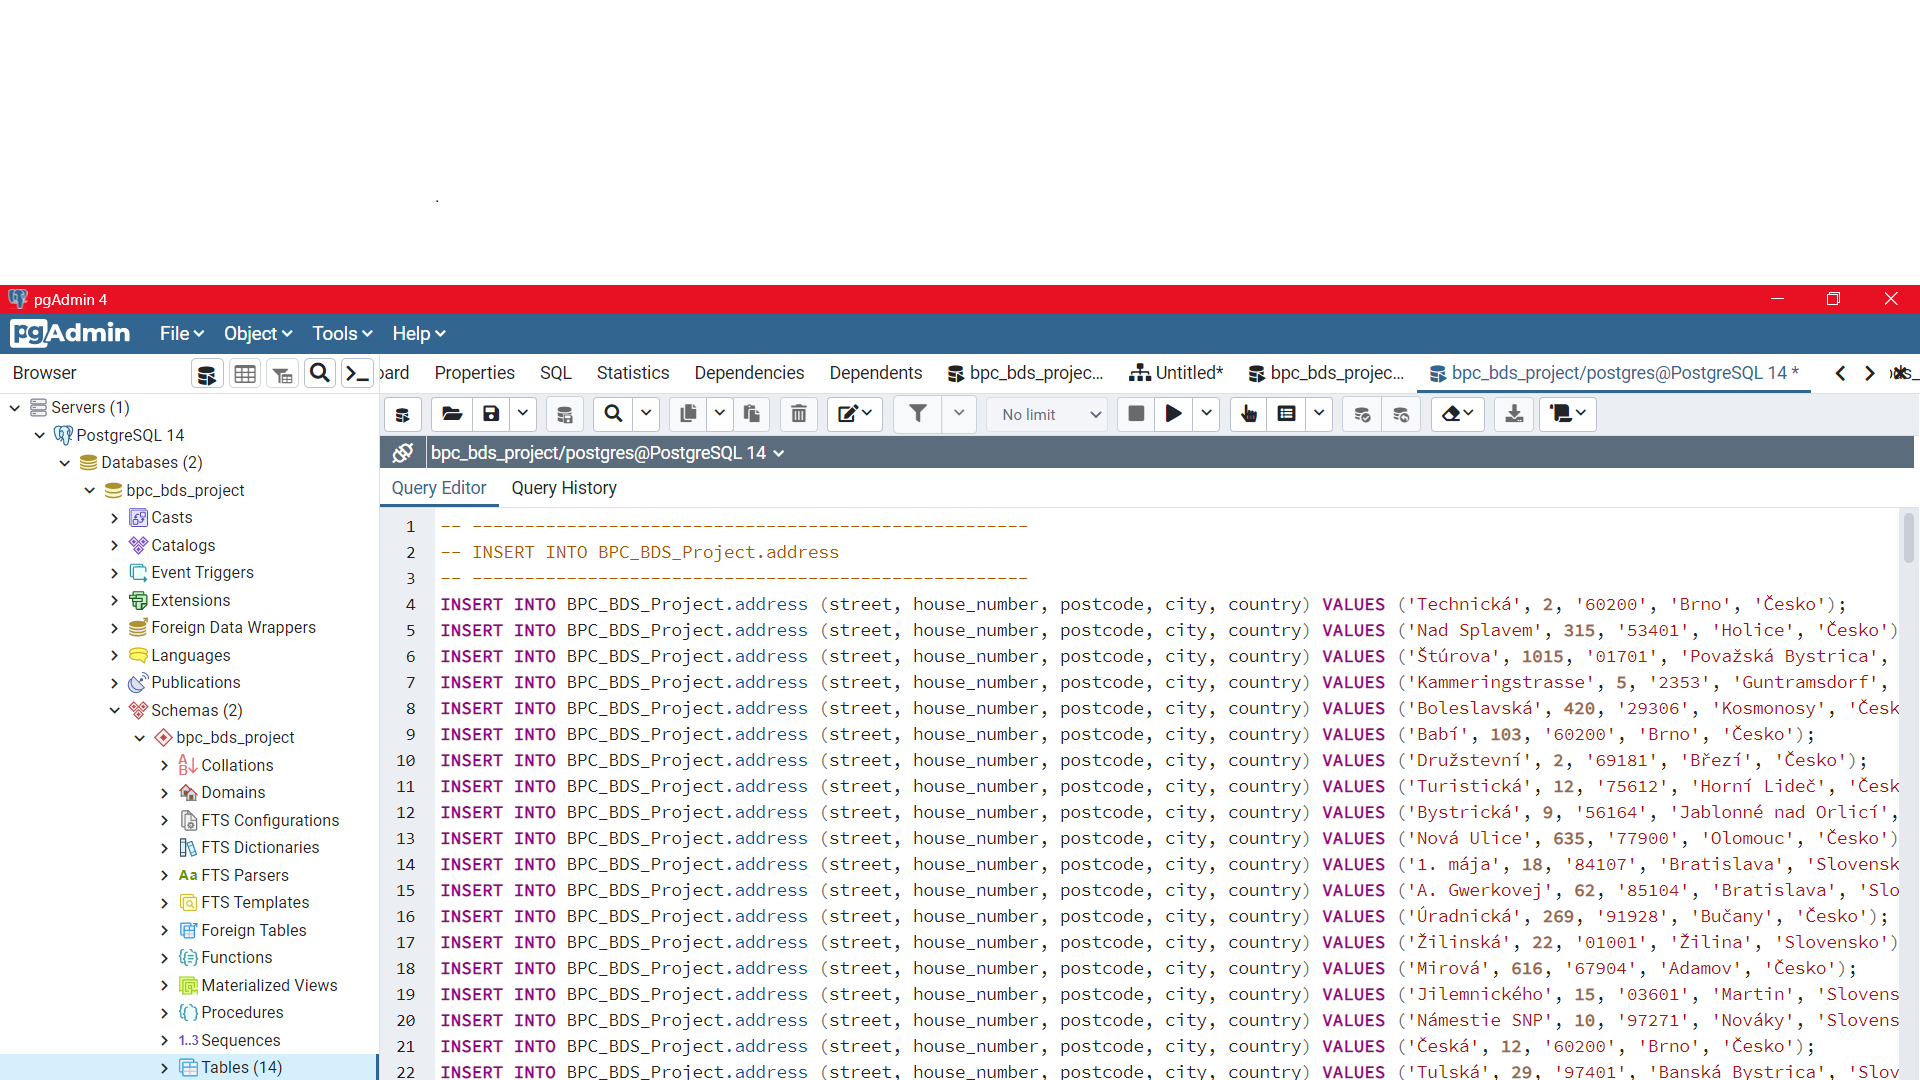 .
pgAdmin 4
pgAdmin File Object Tools Help
Browser
oard Properties SQL Statistics Dependencies Dependents bpc_bds_projec... Untitled* bpc_bds_projec... bpc_bds_project/postgres@PostgreSQL 14 *
No limit
bpc_bds_project/postgres@PostgreSQL 14
Query Editor Query History
Servers (1)
PostgreSQL 14
Databases (2)
bpc_bds_project
Casts
Catalogs
Event Triggers
Extensions
Foreign Data Wrappers
Languages
Publications
Schemas (2)
bpc_bds_project
Collations
Domains
FTS Configurations
FTS Dictionaries
Aa FTS Parsers
FTS Templates
Foreign Tables
Functions
Materialized Views
Procedures
1..3 Sequences
Tables (14)
1 -- -----------------------------------------------------
2 -- INSERT INTO BPC_BDS_Project.address
3 -- -----------------------------------------------------
4 INSERT INTO BPC_BDS_Project.address (street, house_number, postcode, city, country) VALUES ('Technická', 2, '60200', 'Brno', 'Česko');
5 INSERT INTO BPC_BDS_Project.address (street, house_number, postcode, city, country) VALUES ('Nad Splavem', 315, '53401', 'Holice', 'Česko')
6 INSERT INTO BPC_BDS_Project.address (street, house_number, postcode, city, country) VALUES ('Štúrova', 1015, '01701', 'Považská Bystrica',
7 INSERT INTO BPC_BDS_Project.address (street, house_number, postcode, city, country) VALUES ('Kammeringstrasse', 5, '2353', 'Guntramsdorf',
8 INSERT INTO BPC_BDS_Project.address (street, house_number, postcode, city, country) VALUES ('Boleslavská', 420, '29306', 'Kosmonosy', 'Česk
9 INSERT INTO BPC_BDS_Project.address (street, house_number, postcode, city, country) VALUES ('Babí', 103, '60200', 'Brno', 'Česko');
10 INSERT INTO BPC_BDS_Project.address (street, house_number, postcode, city, country) VALUES ('Družstevní', 2, '69181', 'Březí', 'Česko');
11 INSERT INTO BPC_BDS_Project.address (street, house_number, postcode, city, country) VALUES ('Turistická', 12, '75612', 'Horní Lideč', 'Česk
12 INSERT INTO BPC_BDS_Project.address (street, house_number, postcode, city, country) VALUES ('Bystrická', 9, '56164', 'Jablonné nad Orlicí',
13 INSERT INTO BPC_BDS_Project.address (street, house_number, postcode, city, country) VALUES ('Nová Ulice', 635, '77900', 'Olomouc', 'Česko')
14 INSERT INTO BPC_BDS_Project.address (street, house_number, postcode, city, country) VALUES ('1. mája', 18, '84107', 'Bratislava', 'Slovensk
15 INSERT INTO BPC_BDS_Project.address (street, house_number, postcode, city, country) VALUES ('A. Gwerkovej', 62, '85104', 'Bratislava', 'Slo
16 INSERT INTO BPC_BDS_Project.address (street, house_number, postcode, city, country) VALUES ('Úradnická', 269, '91928', 'Bučany', 'Česko');
17 INSERT INTO BPC_BDS_Project.address (street, house_number, postcode, city, country) VALUES ('Žilinská', 22, '01001', 'Žilina', 'Slovensko')
18 INSERT INTO BPC_BDS_Project.address (street, house_number, postcode, city, country) VALUES ('Mirová', 616, '67904', 'Adamov', 'Česko');
19 INSERT INTO BPC_BDS_Project.address (street, house_number, postcode, city, country) VALUES ('Jilemnického', 15, '03601', 'Martin', 'Slovens
20 INSERT INTO BPC_BDS_Project.address (street, house_number, postcode, city, country) VALUES ('Námestie SNP', 10, '97271', 'Nováky', 'Slovens
21 INSERT INTO BPC_BDS_Project.address (street, house_number, postcode, city, country) VALUES ('Česká', 12, '60200', 'Brno', 'Česko');
22 INSERT INTO BPC_BDS_Project.address (street, house_number, postcode, city, country) VALUES ('Tulská', 29, '97401', 'Banská Bystrica', 'Slov